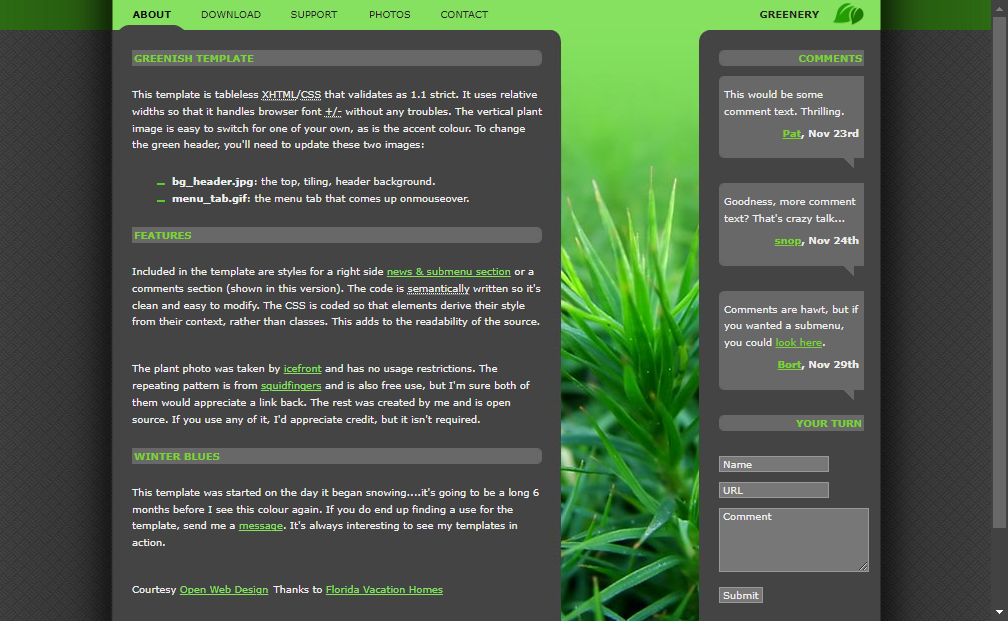 ABOUT DOWNLOAD SUPPORT PHOTOS CONTACT GREENERY
GREENISH TEMPLATE
This template is tableless XHTML/CSS that validates as 1.1 strict. It uses relative
widths so that it handles browser font +/- without any troubles. The vertical plant
image is easy to switch for one of your own, as is the accent colour. To change
the green header, you'll need to update these two images:
bg_header.jpg: the top, tiling, header background.
menu_tab.gif: the menu tab that comes up onmouseover.
FEATURES
Included in the template are styles for a right side news & submenu section or a
comments section (shown in this version). The code is semantically written so it's
clean and easy to modify. The CSS is coded so that elements derive their style
from their context, rather than classes. This adds to the readability of the source.
The plant photo was taken by icefront and has no usage restrictions. The
repeating pattern is from squidfingers and is also free use, but I'm sure both of
them would appreciate a link back. The rest was created by me and is open
source. If you use any of it, I'd appreciate credit, but it isn't required.
WINTER BLUES
This template was started on the day it began snowing....it's going to be a long 6
months before I see this colour again. If you do end up finding a use for the
template, send me a message. It's always interesting to see my templates in
action.
Courtesy Open Web Design Thanks to Florida Vacation Homes
COMMENTS
This would be some
comment text. Thrilling.
Pat, Nov 23rd
Goodness, more comment
text? That's crazy talk...
snop, Nov 24th
Comments are hawt, but if
you wanted a submenu,
you could look here.
Bort, Nov 29th
YOUR TURN
Name
URL
Comment
Submit